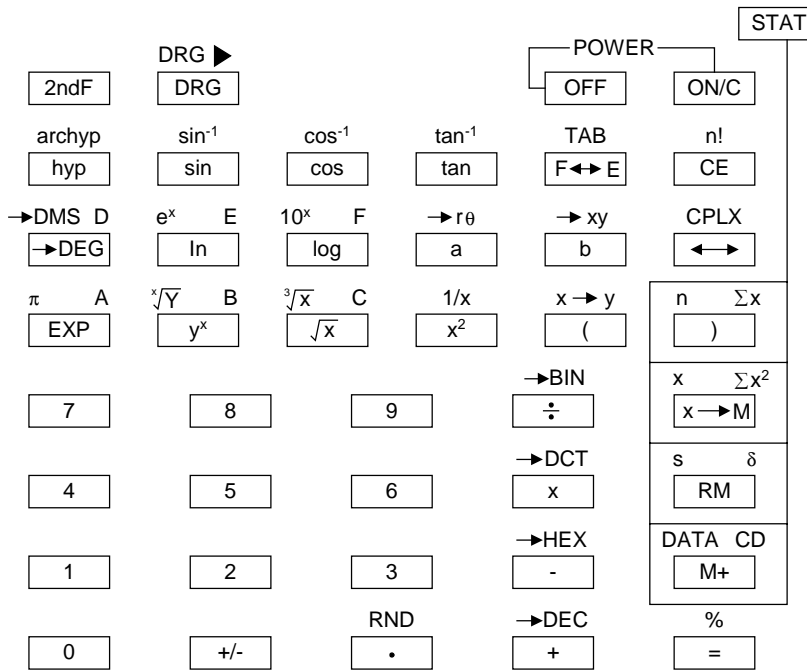 STAT
DRG ▶ POWER
2ndF DRG OFF ON/C
archyp sin⁻¹ cos⁻¹ tan⁻¹ TAB n!
hyp sin cos tan F↔E CE
→DMS D eˣ E 10ˣ F →rθ →xy CPLX
→DEG In log a b ↔
π A ˣ√Y B C ³√x 1/x x→y n Σx
EXP yˣ √x x² ( )
→BIN x Σx²
7 8 9 ÷ x→M
→DCT s δ
4 5 6 x RM
→HEX DATA CD
1 2 3 - M+
RND →DEC %
0 +/- • + =